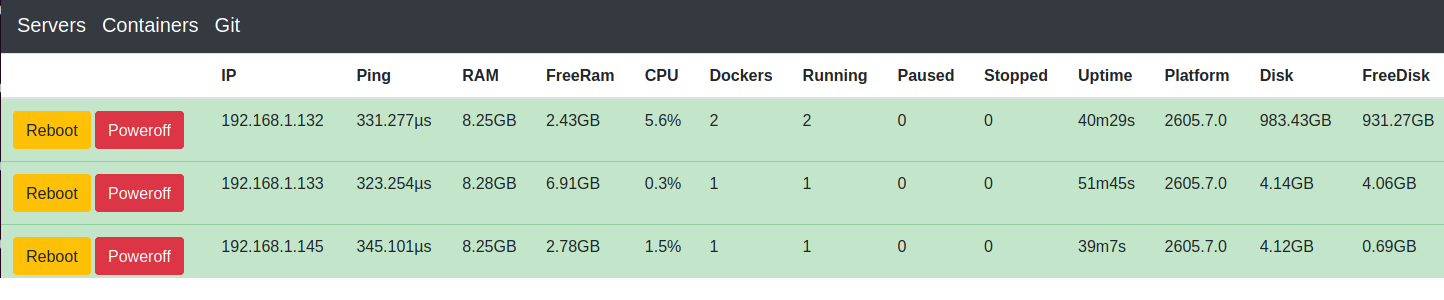 Servers Containers Git
IP Ping RAM FreeRam CPU Dockers Running Paused Stopped Uptime Platform Disk FreeDisk
Reboot Poweroff 192.168.1.132 331.277µs 8.25GB 2.43GB 5.6% 2 2 0 0 40m29s 2605.7.0 983.43GB 931.27GB
Reboot Poweroff 192.168.1.133 323.254µs 8.28GB 6.91GB 0.3% 1 1 0 0 51m45s 2605.7.0 4.14GB 4.06GB
Reboot Poweroff 192.168.1.145 345.101µs 8.25GB 2.78GB 1.5% 1 1 0 0 39m7s 2605.7.0 4.12GB 0.69GB